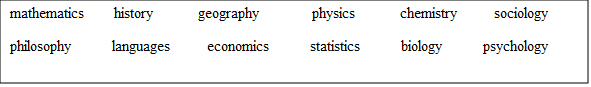 mathematics history geography physics chemistry sociology
philosophy languages economics statistics biology psychology